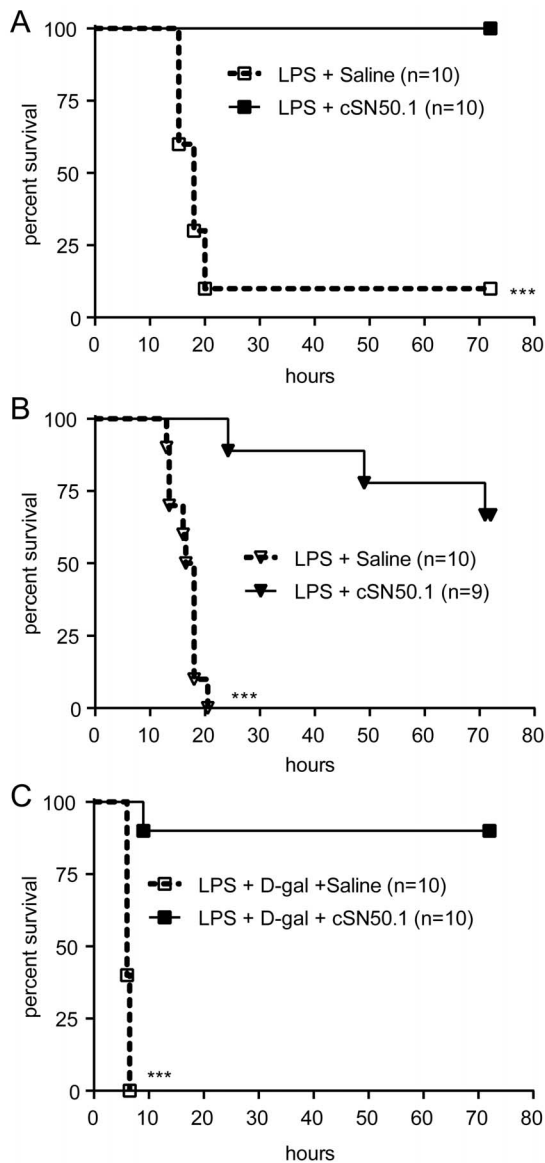 A
percent survival
100
75
50
25
0
LPS + Saline (n=10)
LPS + cSN50.1 (n=10)
***
0 10 20 30 40 50 60 70 80
hours
B
percent survival
100
75
50
25
0
LPS + Saline (n=10)
LPS + cSN50.1 (n=9)
***
0 10 20 30 40 50 60 70 80
hours
C
percent survival
100
75
50
25
0
LPS + D-gal +Saline (n=10)
LPS + D-gal + cSN50.1 (n=10)
***
0 10 20 30 40 50 60 70 80
hours